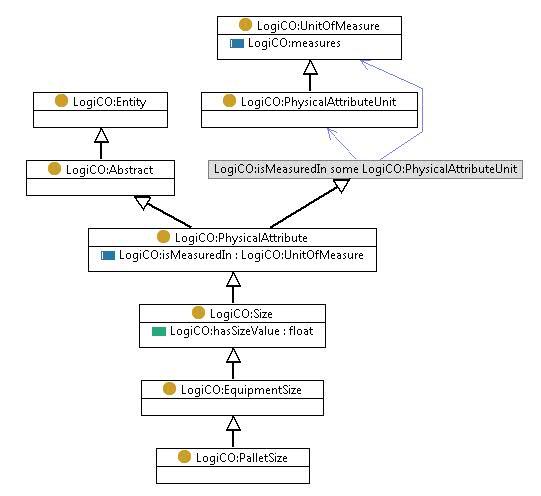 LogiCO:UnitOfMeasure
LogiCO:measures
LogiCO:Entity
LogiCO:PhysicalAttributeUnit
LogiCO:Abstract
LogiCO:isMeasuredIn some LogiCO:PhysicalAttributeUnit
LogiCO:PhysicalAttribute
LogiCO:isMeasuredIn : LogiCO:UnitOfMeasure
LogiCO:Size
LogiCO:hasSizeValue : float
LogiCO:EquipmentSize
LogiCO:PalletSize